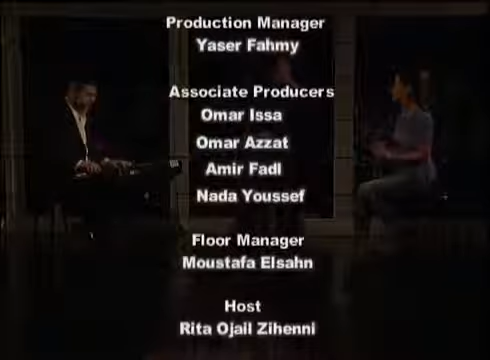 Production Manager
Yaser Fahmy
Associate Producers
Omar Issa
Omar Azzat
Amir Fadl
Nada Youssef
Floor Manager
Moustafa Elsahn
Host
Rita Ojail Zihenni